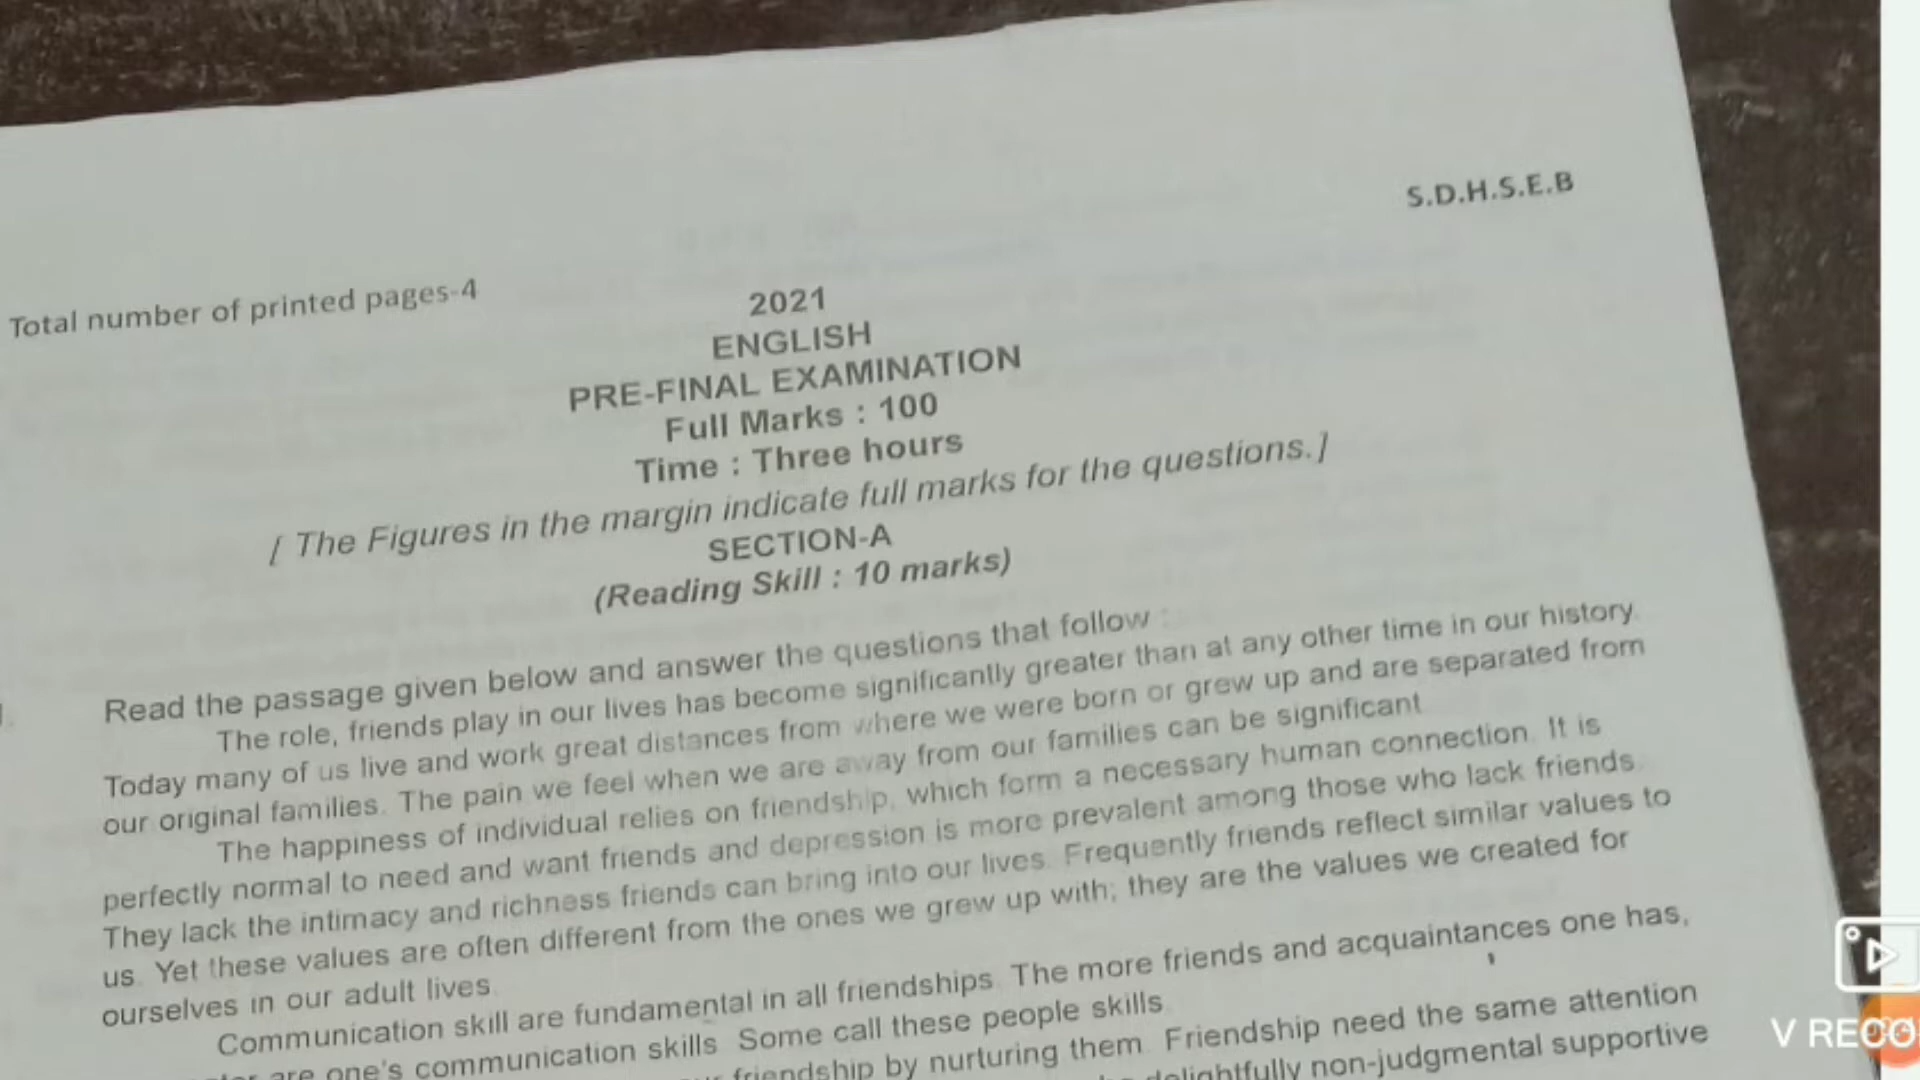 S.D.H.S.E.B
Total number of printed pages-4
2021
ENGLISH
PRE-FINAL EXAMINATION
Full Marks : 100
Time : Three hours
[ The Figures in the margin indicate full marks for the questions.]
SECTION-A
(Reading Skill : 10 marks)
Read the passage given below and answer the questions that follow :
The role, friends play in our lives has become significantly greater than at any other time in our history.
Today many of us live and work great distances from where we were born or grew up and are separated from
our original families. The pain we feel when we are away from our families can be significant
The happiness of individual relies on friendship, which form a necessary human connection. It is
perfectly normal to need and want friends and depression is more prevalent among those who lack friends.
They lack the intimacy and richness friends can bring into our lives. Frequently friends reflect similar values to
us. Yet these values are often different from the ones we grew up with; they are the values we created for
ourselves in our adult lives.
Communication skill are fundamental in all friendships. The more friends and acquaintances one has,
are one's communication skills. Some call these people skills.
friendship by nurturing them. Friendship need the same attention
delightfully non-judgmental supportive
V RECO